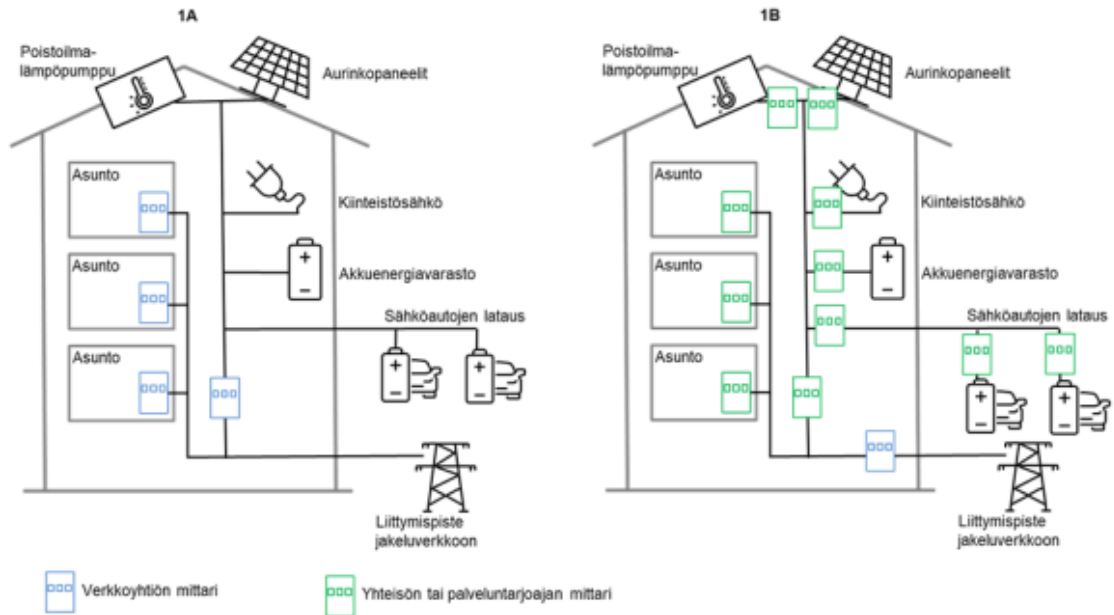 1A
Poistoilma-
lämpöpumppu
Aurinkopaneelit
Asunto
Kiinteistösähkö
Asunto
Akkuenergiavarasto
Sähköautojen lataus
Asunto
Liittymispiste
jakeluverkkoon
1B
Poistoilma-
lämpöpumppu
Aurinkopaneelit
Asunto
Kiinteistösähkö
Asunto
Akkuenergiavarasto
Sähköautojen lataus
Asunto
Liittymispiste
jakeluverkkoon
Verkkoyhtiön mittari
Yhteisön tai palveluntarjoajan mittari